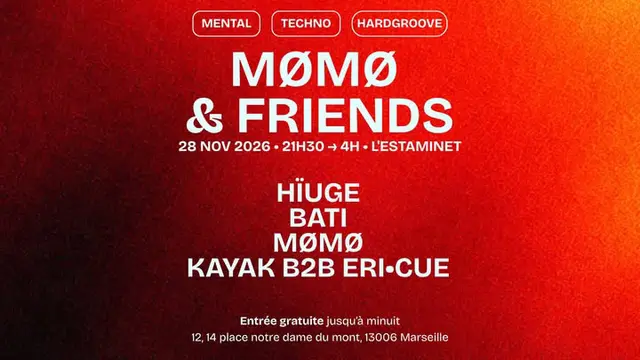 MENTAL TECHNO HARDGROOVE
MØMØ
& FRIENDS
28 NOV 2026 • 21H30 → 4H • L'ESTAMINET
HÏUGE
BATI
MØMØ
KAYAK B2B ERI•CUE
Entrée gratuite jusqu'à minuit
12, 14 place notre dame du mont, 13006 Marseille